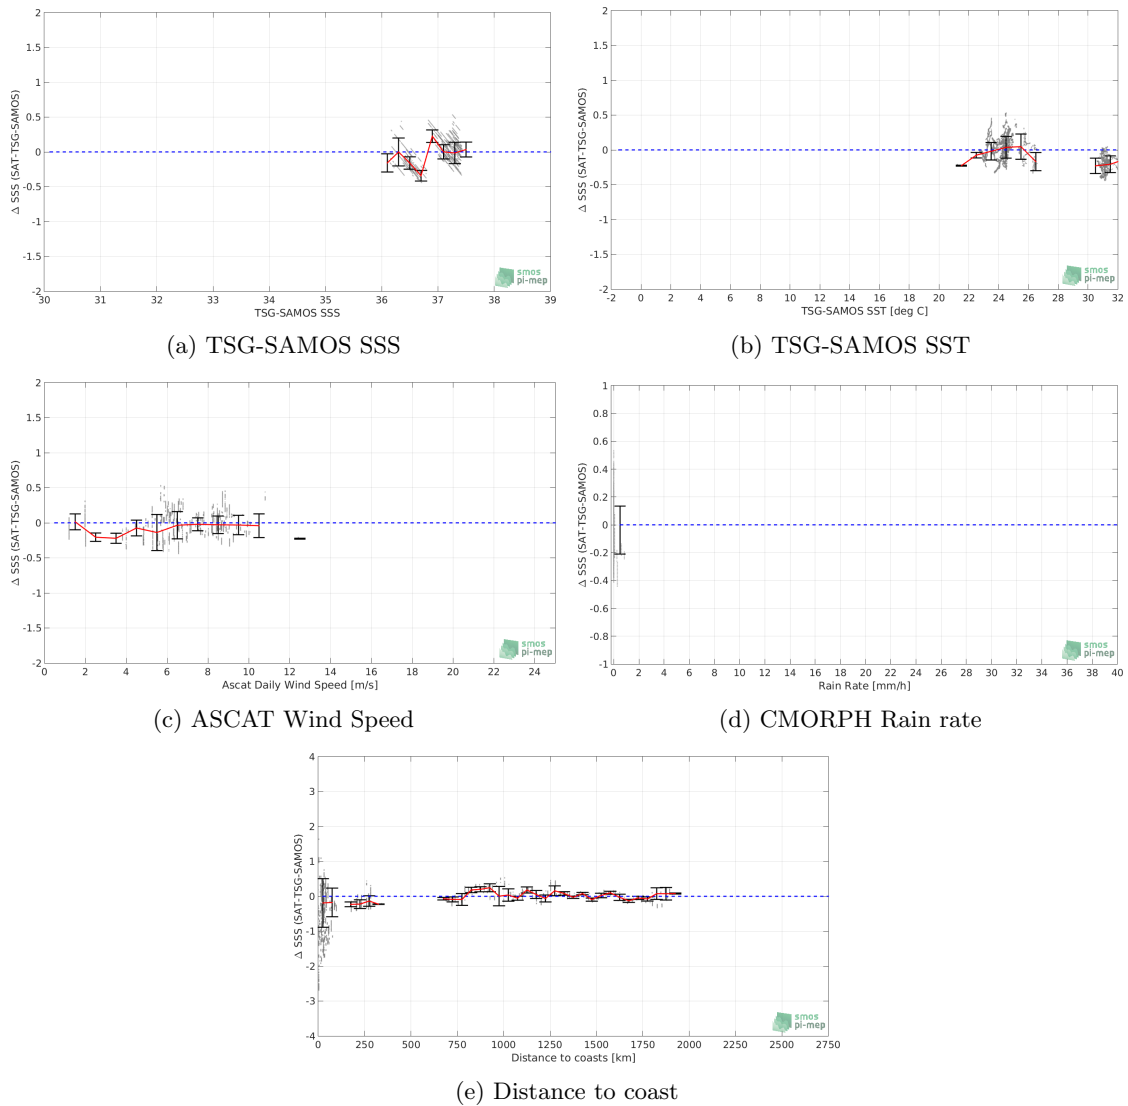 2
1.5
1
0.5
0
-0.5
-1
-1.5
-2
Δ SSS (SAT-TSG-SAMOS)
30 31 32 33 34 35 36 37 38 39
TSG-SAMOS SSS
smos
pi-mep
(a) TSG-SAMOS SSS
2
1.5
1
0.5
0
-0.5
-1
-1.5
-2
Δ SSS (SAT-TSG-SAMOS)
-2 0 2 4 6 8 10 12 14 16 18 20 22 24 26 28 30 32
TSG-SAMOS SST [deg C]
smos
pi-mep
(b) TSG-SAMOS SST
2
1.5
1
0.5
0
-0.5
-1
-1.5
-2
Δ SSS (SAT-TSG-SAMOS)
0 2 4 6 8 10 12 14 16 18 20 22 24
Ascat Daily Wind Speed [m/s]
smos
pi-mep
(c) ASCAT Wind Speed
1
0.8
0.6
0.4
0.2
0
-0.2
-0.4
-0.6
-0.8
-1
Δ SSS (SAT-TSG-SAMOS)
0 2 4 6 8 10 12 14 16 18 20 22 24 26 28 30 32 34 36 38 40
Rain Rate [mm/h]
smos
pi-mep
(d) CMORPH Rain rate
4
3
2
1
0
-1
-2
-3
-4
Δ SSS (SAT-TSG-SAMOS)
0 250 500 750 1000 1250 1500 1750 2000 2250 2500 2750
Distance to coasts [km]
smos
pi-mep
(e) Distance to coast